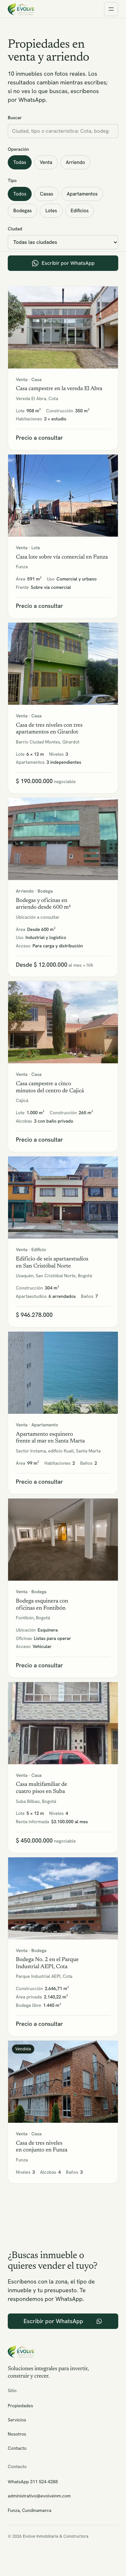 EVOLVE
Propiedades en
venta y arriendo
10 inmuebles con fotos reales. Los
resultados cambian mientras escribes;
si no ves lo que buscas, escríbenos
por WhatsApp.
Buscar
Ciudad, tipo o característica: Cota, bodeg
Operación
Todas
Venta
Arriendo
Tipo
Todos
Casas
Apartamentos
Bodegas
Lotes
Edificios
Ciudad
Todas las ciudades
Escribir por WhatsApp
Venta · Casa
Casa campestre en la vereda El Abra
Vereda El Abra, Cota
Lote 908 m² Construcción 350 m²
Habitaciones 3 + estudio
Precio a consultar
Venta · Lote
Casa lote sobre vía comercial en Funza
Funza
Área 591 m² Uso Comercial y urbano
Frente Sobre vía comercial
Precio a consultar
Venta · Casa
Casa de tres niveles con tres
apartamentos en Girardot
Barrio Ciudad Montes, Girardot
Lote 6 × 12 m Niveles 3
Apartamentos 3 independientes
$ 190.000.000 negociable
Arriendo · Bodega
Bodegas y oficinas en
arriendo desde 600 m²
Ubicación a consultar
Área Desde 600 m²
Uso Industrial y logístico
Acceso Para carga y distribución
Desde $ 12.000.000 al mes + IVA
Venta · Casa
Casa campestre a cinco
minutos del centro de Cajicá
Cajicá
Lote 1.000 m² Construcción 265 m²
Alcobas 3 con baño privado
Precio a consultar
Venta · Edificio
Edificio de seis apartaestudios
en San Cristóbal Norte
Usaquén, San Cristóbal Norte, Bogotá
Construcción 304 m²
Apartaestudios 6 arrendados Baños 7
$ 946.278.000
Venta · Apartamento
Apartamento esquinero
frente al mar en Santa Marta
Sector Irotama, edificio Kuali, Santa Marta
Área 99 m² Habitaciones 2 Baños 2
Precio a consultar
Venta · Bodega
Bodega esquinera con
oficinas en Fontibón
Fontibón, Bogotá
Ubicación Esquinera
Oficinas Listas para operar
Acceso Vehicular
Precio a consultar
Venta · Casa
Casa multifamiliar de
cuatro pisos en Suba
Suba Bilbao, Bogotá
Lote 5 × 12 m Niveles 4
Renta informada $3.100.000 al mes
$ 450.000.000 negociable
Venta · Bodega
Bodega No. 2 en el Parque
Industrial AEPI, Cota
Parque Industrial AEPI, Cota
Construcción 2.646,71 m²
Área privada 2.140,22 m²
Bodega libre 1.440 m²
Precio a consultar
Vendida
Venta · Casa
Casa de tres niveles
en conjunto en Funza
Funza
Niveles 3 Alcobas 4 Baños 3
¿Buscas inmueble o
quieres vender el tuyo?
Escríbenos con la zona, el tipo de
inmueble y tu presupuesto. Te
respondemos por WhatsApp.
Escribir por WhatsApp
EVOLVE
Soluciones integrales para invertir,
construir y crecer.
Sitio
Propiedades
Servicios
Nosotros
Contacto
Contacto
WhatsApp 311 524 4288
administrativo@evolveinm.com
Funza, Cundinamarca
© 2026 Evolve Inmobiliaria & Constructora